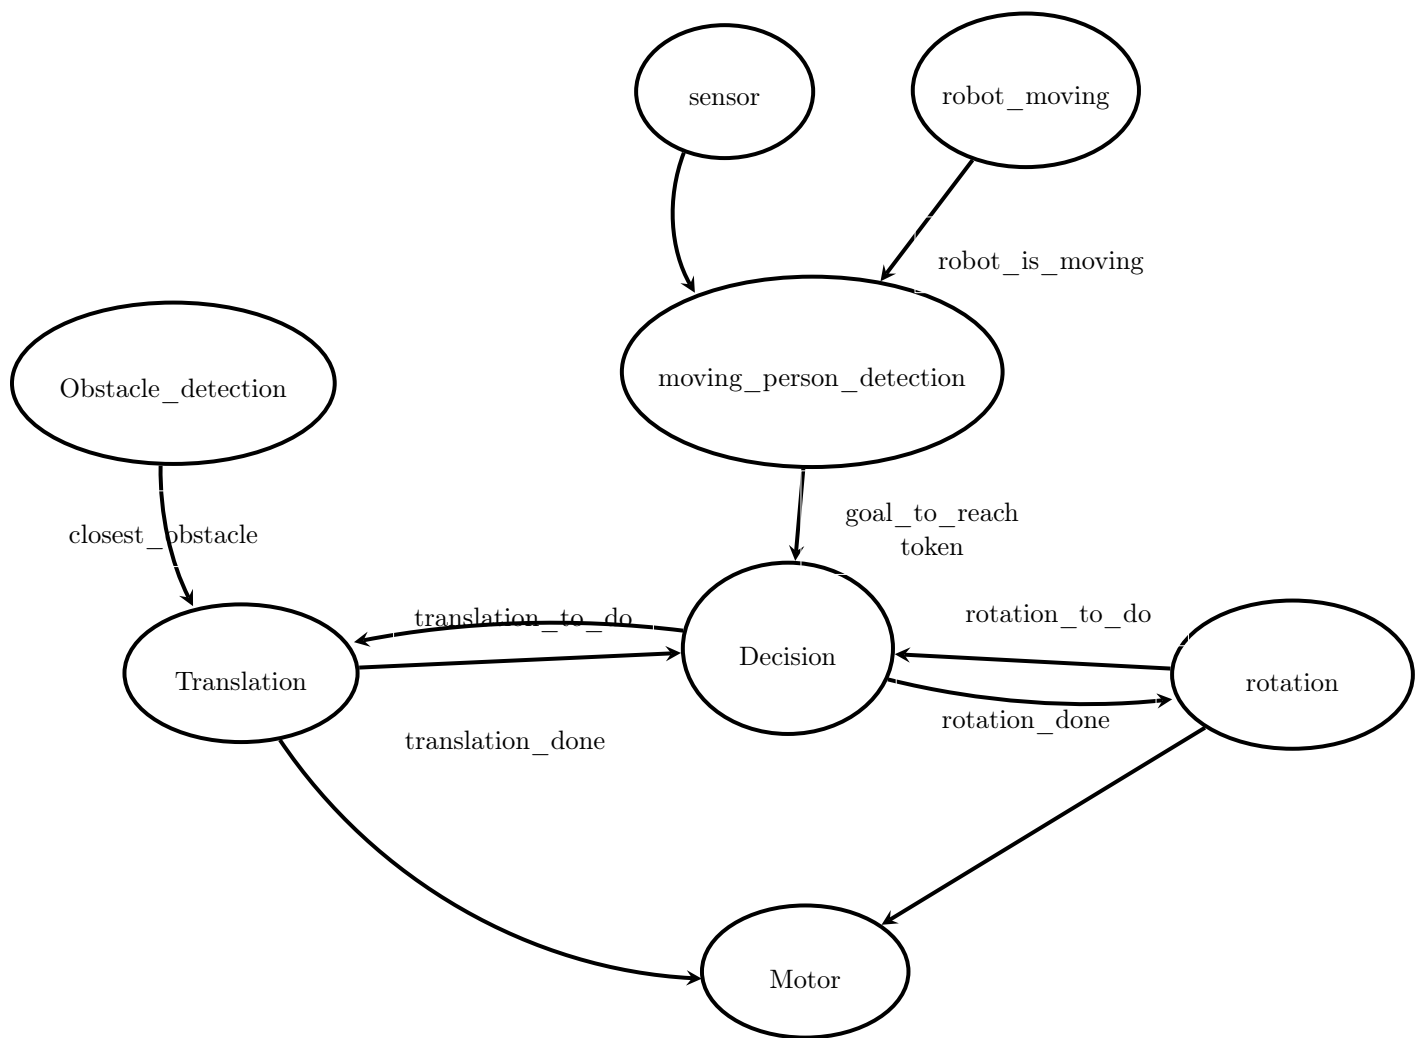 sensor
robot_moving
robot_is_moving
moving_person_detection
Obstacle_detection
goal_to_reach
token
closest_obstacle
translation_to_do
rotation_to_do
Decision
Translation
rotation
rotation_done
translation_done
Motor